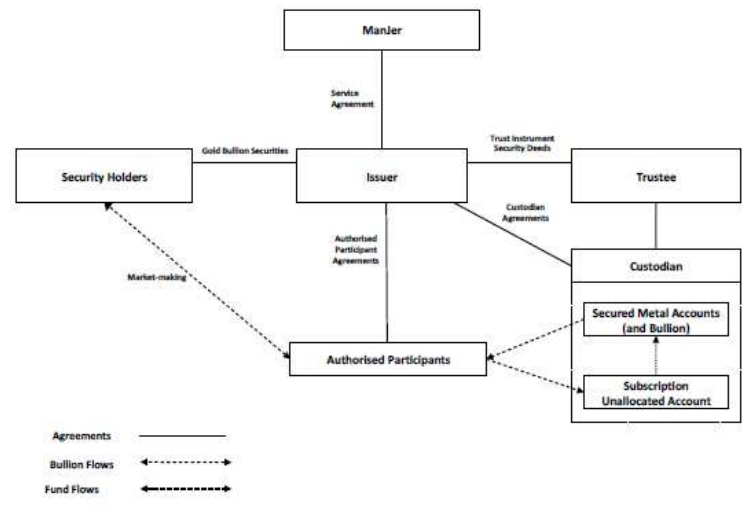 ManJer
Service
Agreement
Gold Bullion Securities
Trust Instrument
Security Deeds
Security Holders
Issuer
Trustee
Custodian
Agreements
Authorised
Participant
Agreements
Custodian
Market-making
Secured Metal Accounts
(and Bullion)
Authorised Participants
Subscription
Unallocated Account
Agreements
Bullion Flows
Fund Flows